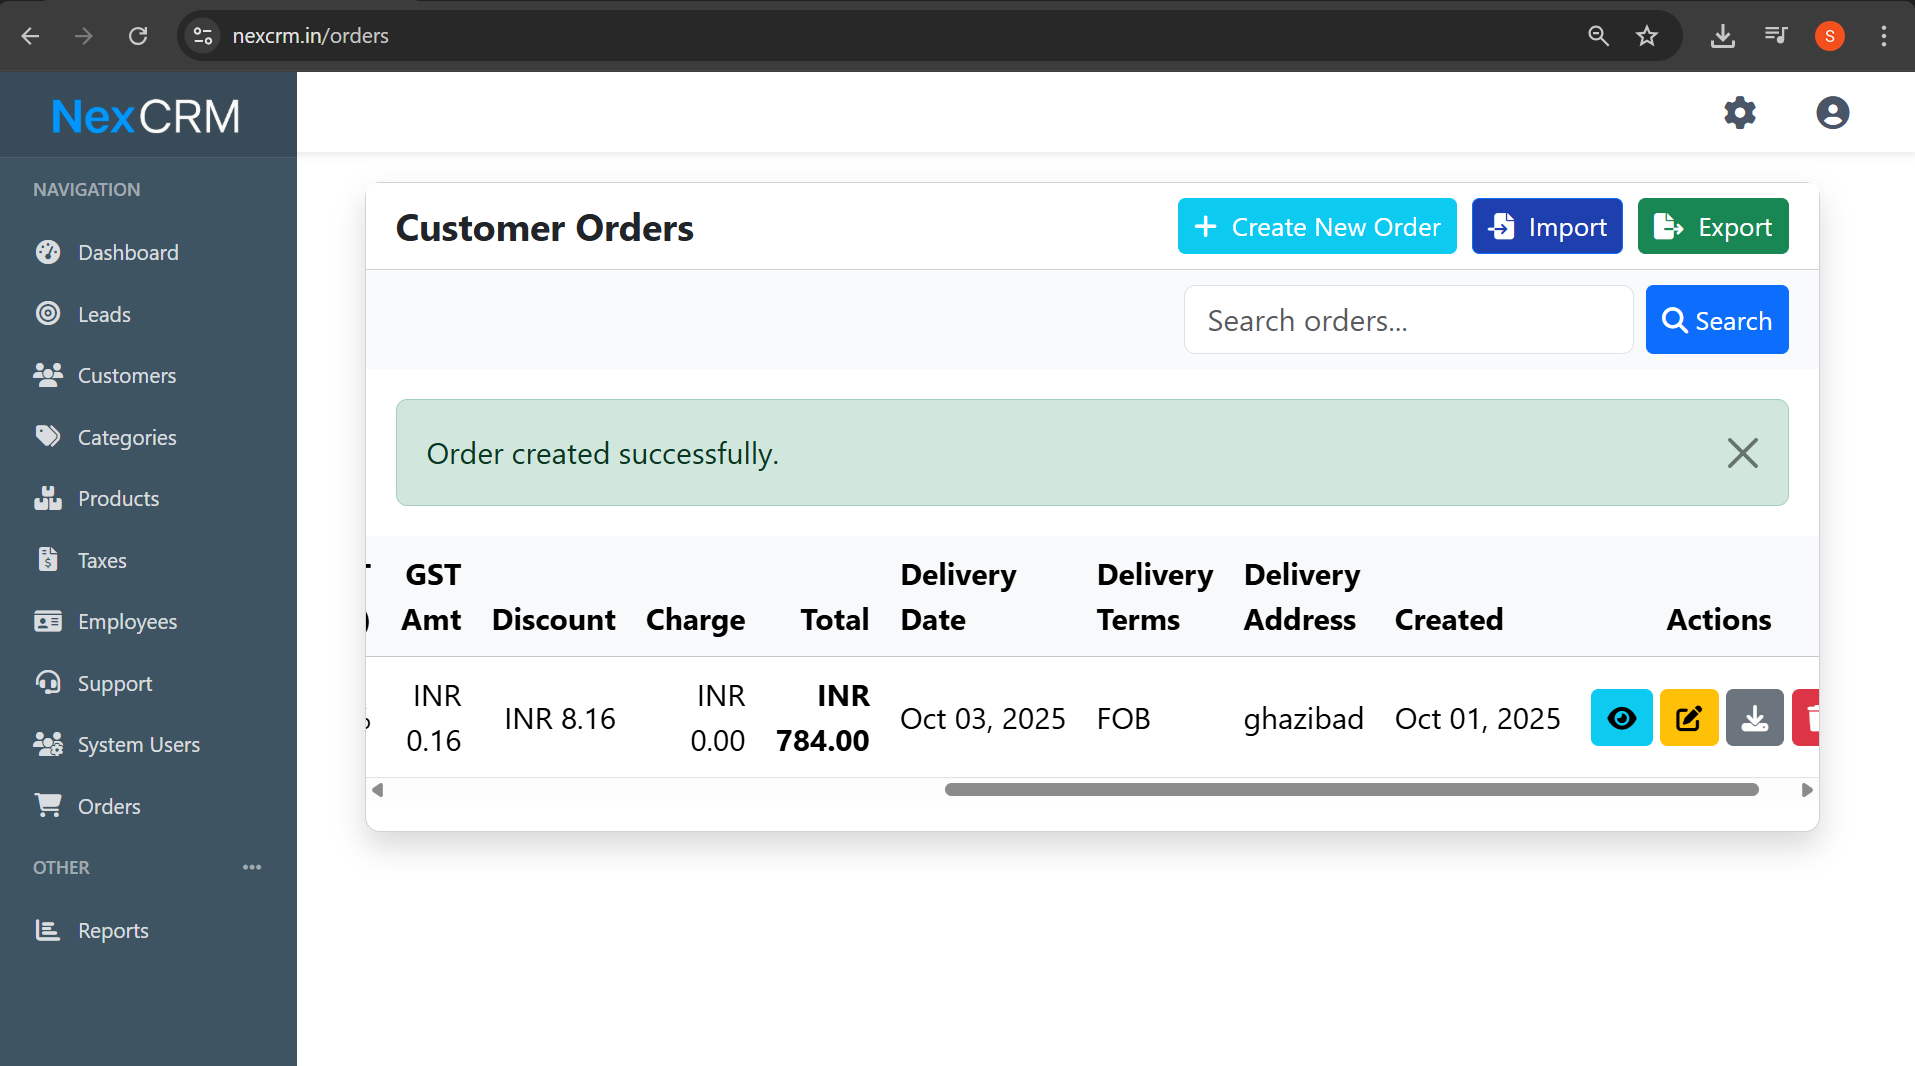 nexcrm.in/orders
S
NexCRM
NAVIGATION
Dashboard
Leads
Customers
Categories
Products
Taxes
Employees
Support
System Users
Orders
OTHER
Reports
Customer Orders
Create New Order
Import
Export
Search orders...
Search
Order created successfully.
GST Amt
Discount
Charge
Total
Delivery Date
Delivery Terms
Delivery Address
Created
Actions
INR 0.16
INR 8.16
INR 0.00
INR 784.00
Oct 03, 2025
FOB
ghazibad
Oct 01, 2025